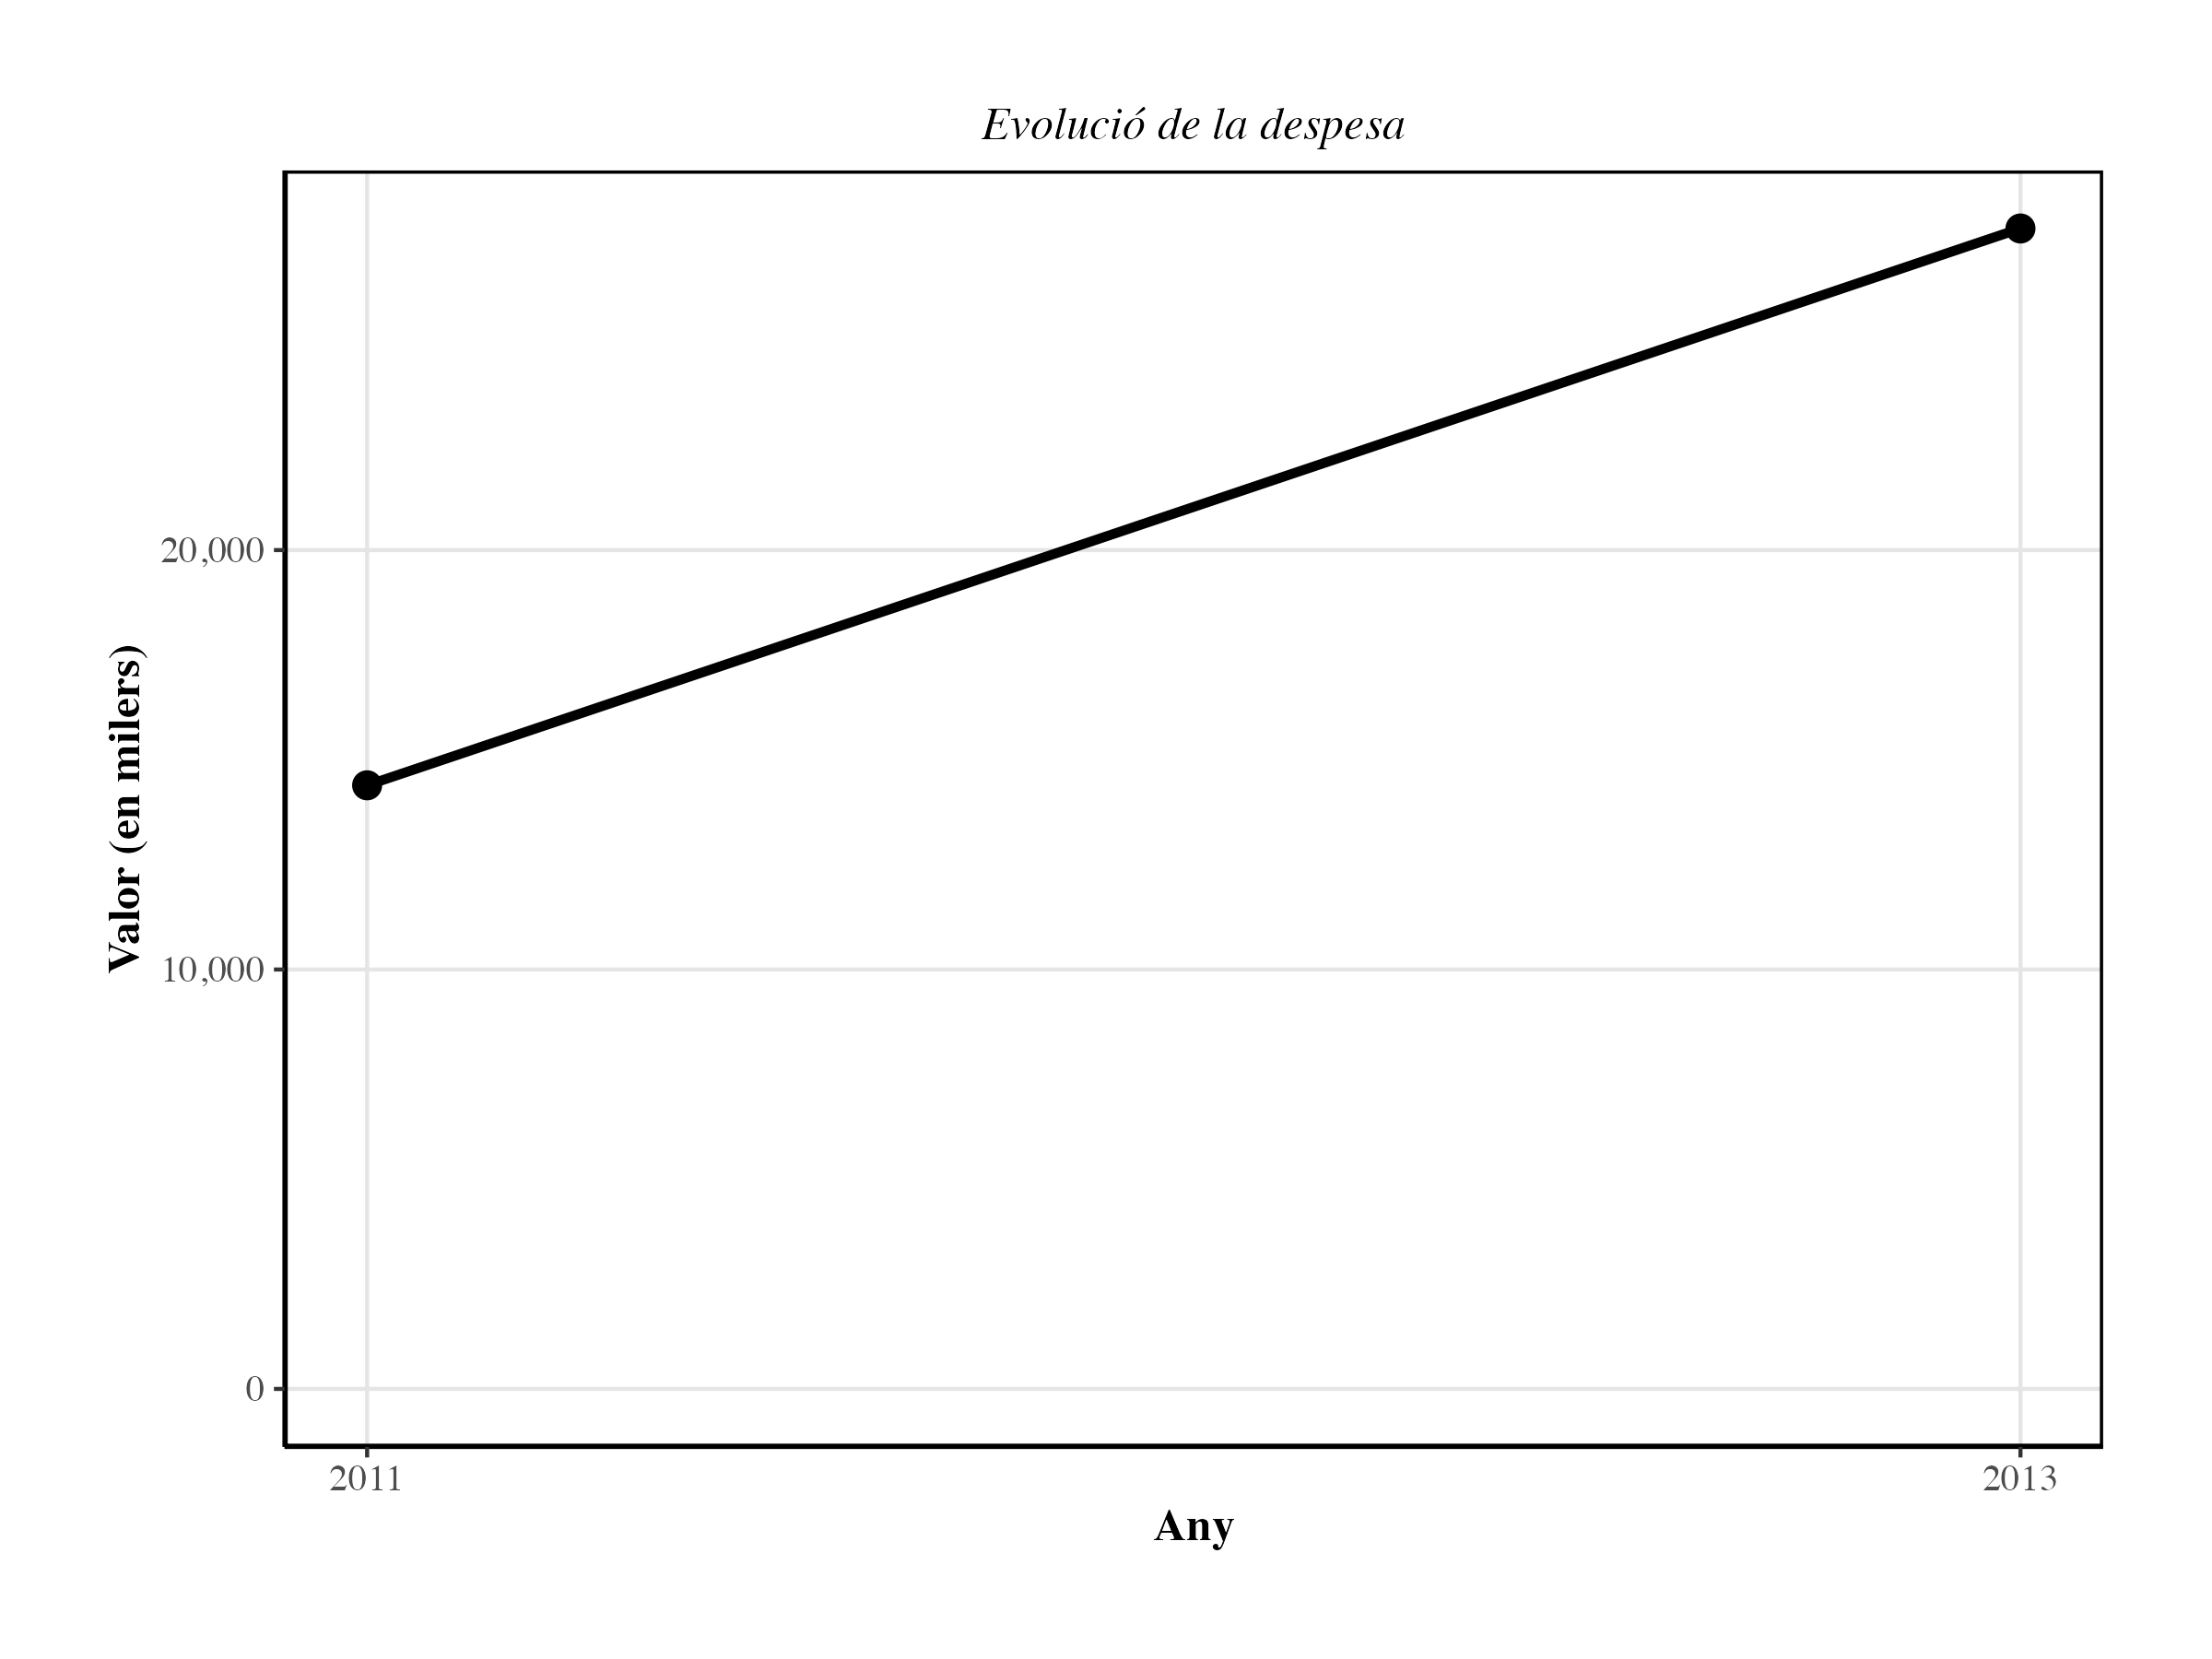 Evolució de la despesa
Valor (en milers)
20,000
10,000
0
2011
2013
Any